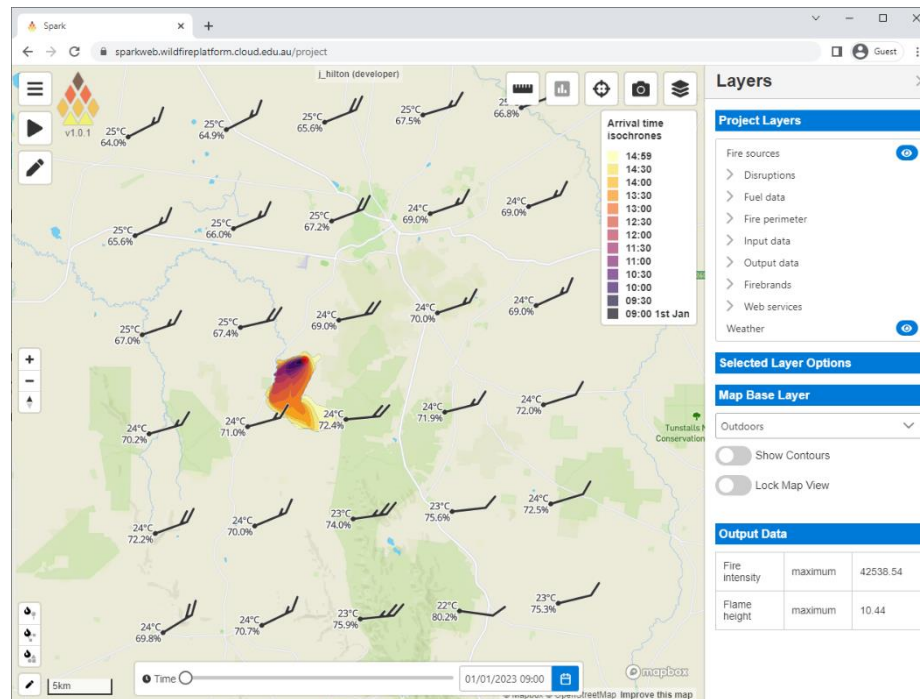 Spark
sparkweb.wildfireplatform.cloud.edu.au/project
Guest
j_hilton (developer)
v1.0.1
25°C
64.0%
25°C
64.9%
25°C
65.6%
25°C
67.5%
66.8%
25°C
65.6%
25°C
66.0%
25°C
67.2%
24°C
69.0%
24°C
69.0%
25°C
67.0%
25°C
67.4%
24°C
69.0%
24°C
70.0%
24°C
69.0%
24°C
70.2%
24°C
71.0%
24°C
72.4%
24°C
71.9%
24°C
72.0%
24°C
72.2%
24°C
70.0%
23°C
74.0%
23°C
75.6%
24°C
72.5%
24°C
69.8%
24°C
70.7%
23°C
75.9%
22°C
80.2%
23°C
75.3%
Tunstalls N
Conservation
Arrival time
isochrones
14:59
14:30
14:00
13:30
13:00
12:30
12:00
11:30
11:00
10:30
10:00
09:30
09:00 1st Jan
5km
Time
01/01/2023 09:00
mapbox
© Mapbox © OpenStreetMap Improve this map
Layers
Project Layers
Fire sources
Disruptions
Fuel data
Fire perimeter
Input data
Output data
Firebrands
Web services
Weather
Selected Layer Options
Map Base Layer
Outdoors
Show Contours
Lock Map View
Output Data
Fire intensity maximum 42538.54
Flame height maximum 10.44